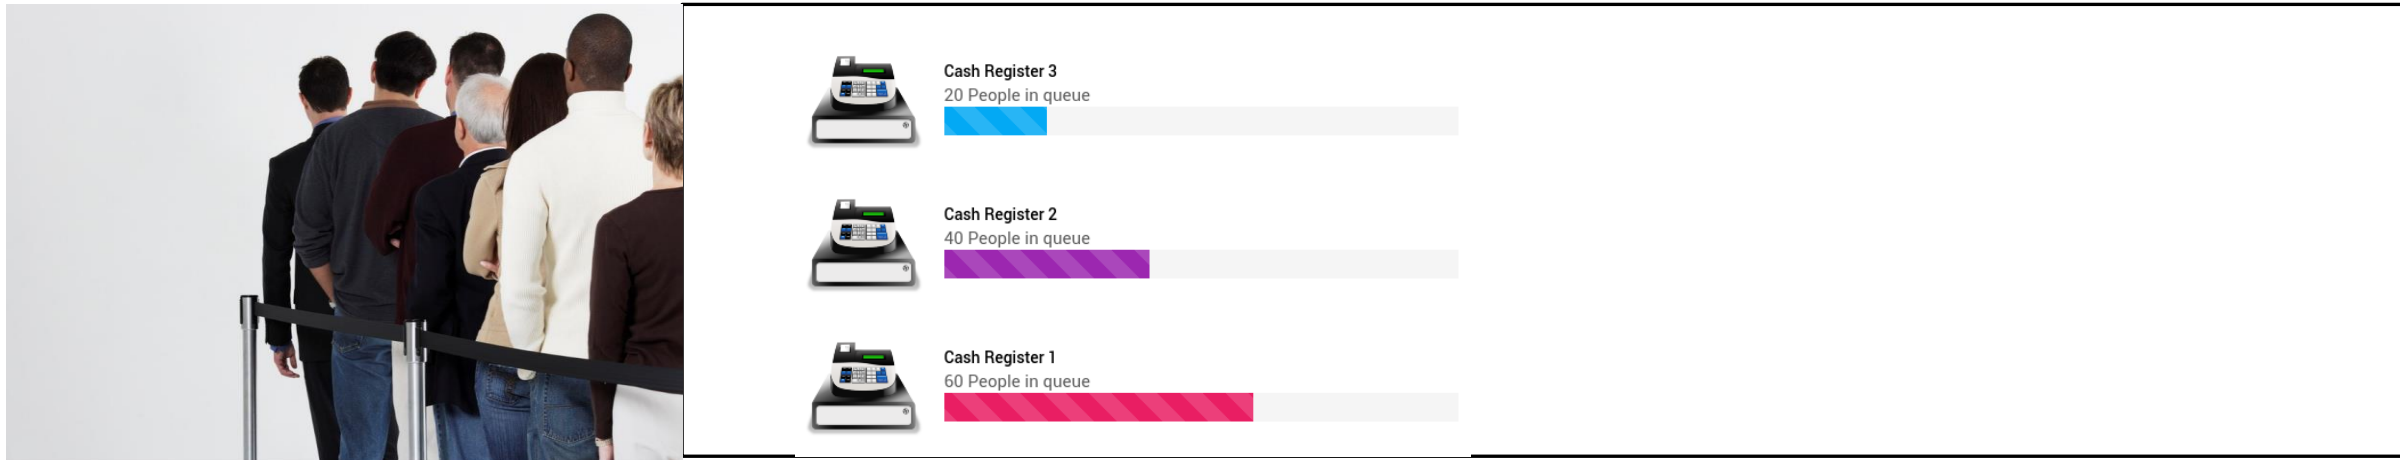 Cash Register 3
20 People in queue
Cash Register 2
40 People in queue
Cash Register 1
60 People in queue